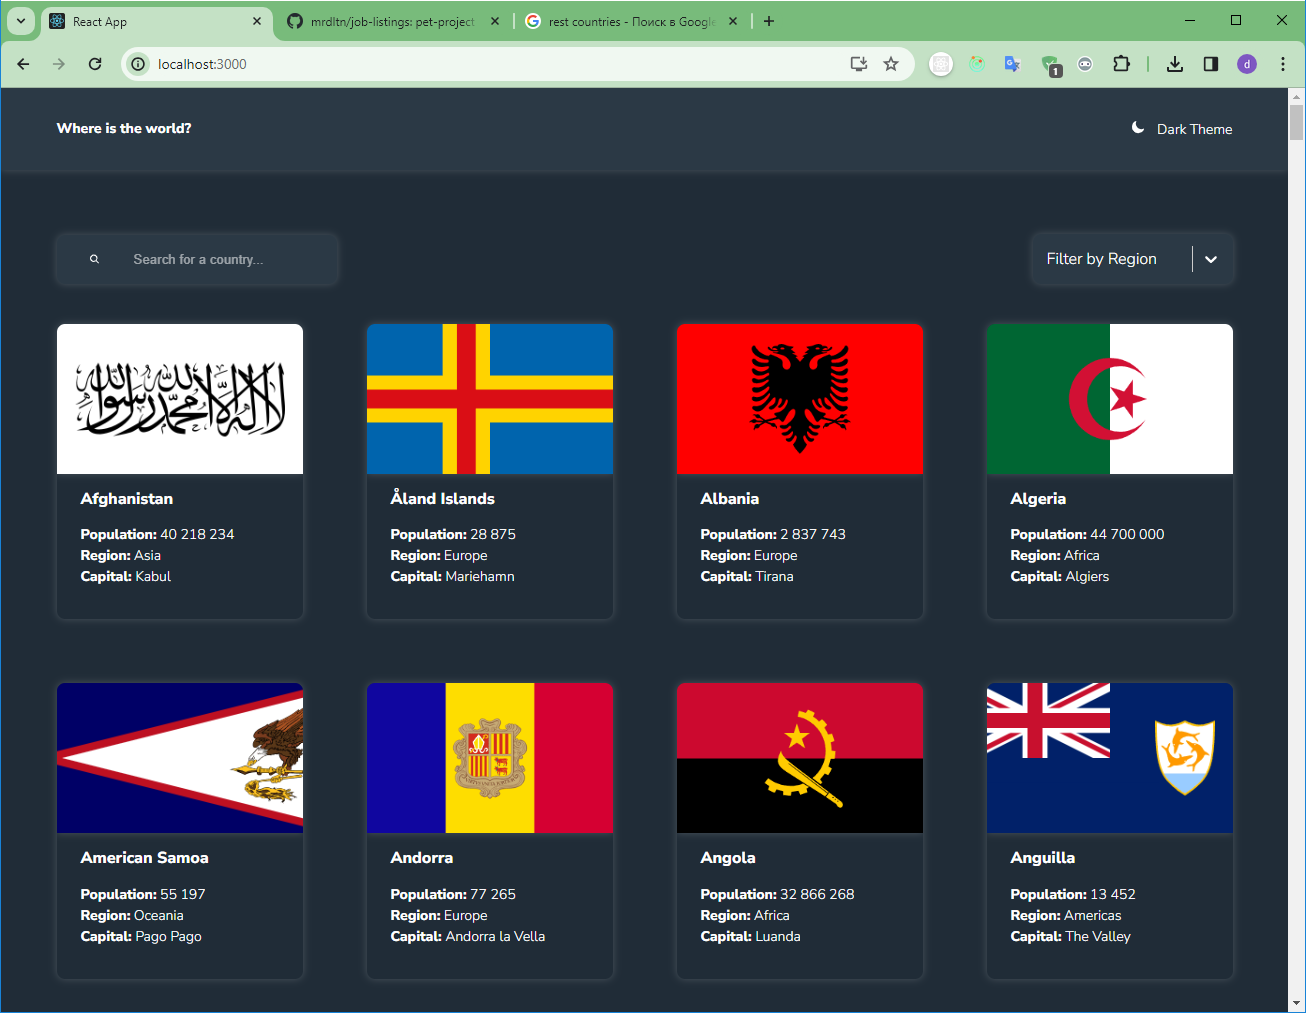 React App
mrdltn/job-listings: pet-project
rest countries - Поиск в Google
localhost:3000
1
d
Where is the world?
Dark Theme
Search for a country...
Filter by Region
Afghanistan
Population: 40 218 234
Region: Asia
Capital: Kabul
Åland Islands
Population: 28 875
Region: Europe
Capital: Mariehamn
Albania
Population: 2 837 743
Region: Europe
Capital: Tirana
Algeria
Population: 44 700 000
Region: Africa
Capital: Algiers
American Samoa
Population: 55 197
Region: Oceania
Capital: Pago Pago
Andorra
Population: 77 265
Region: Europe
Capital: Andorra la Vella
Angola
Population: 32 866 268
Region: Africa
Capital: Luanda
Anguilla
Population: 13 452
Region: Americas
Capital: The Valley